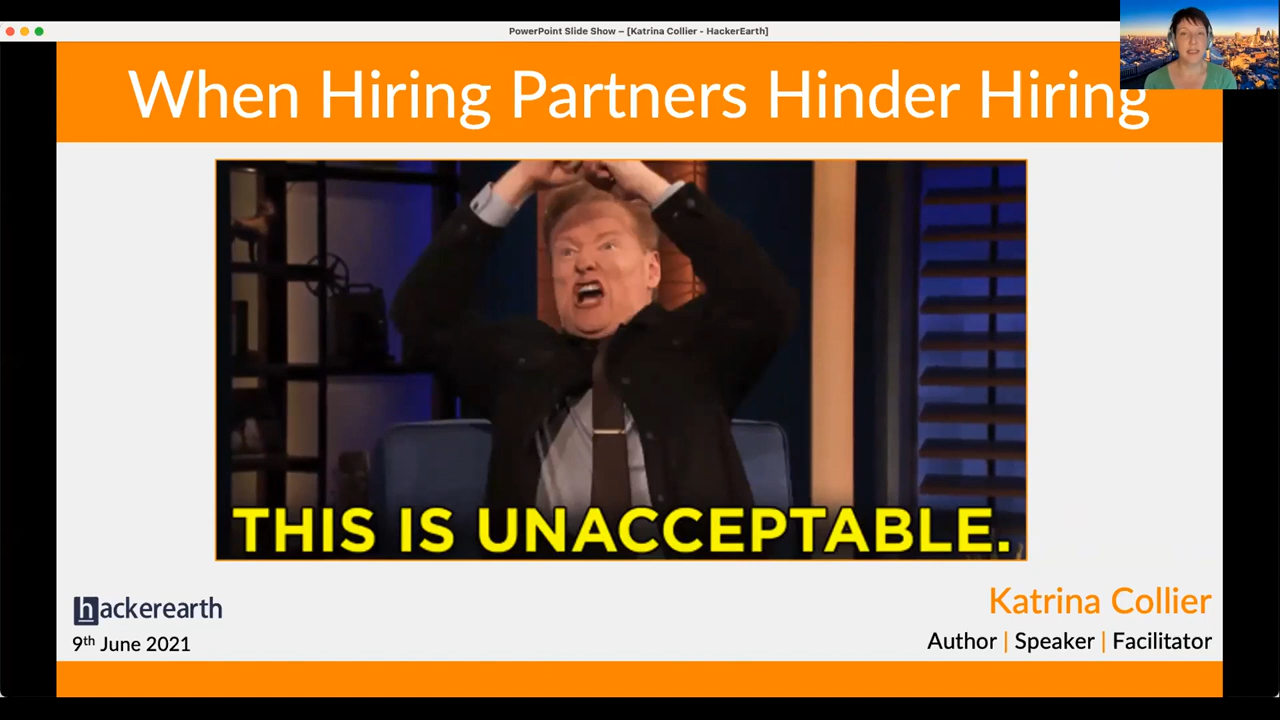 PowerPoint Slide Show – [Katrina Collier - HackerEarth]
When Hiring Partners Hinder Hiring
THIS IS UNACCEPTABLE.
hackerearth
9th June 2021
Katrina Collier
Author | Speaker | Facilitator